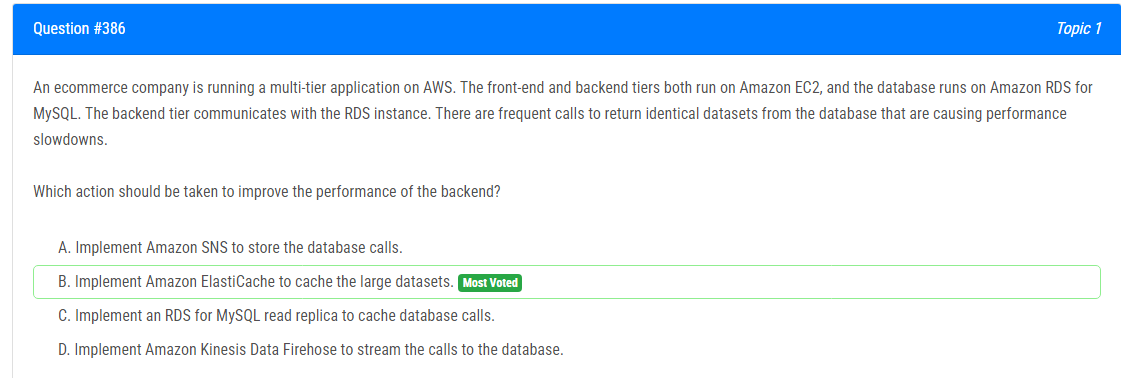 Question #386
Topic 1
An ecommerce company is running a multi-tier application on AWS. The front-end and backend tiers both run on Amazon EC2, and the database runs on Amazon RDS for
MySQL. The backend tier communicates with the RDS instance. There are frequent calls to return identical datasets from the database that are causing performance
slowdowns.
Which action should be taken to improve the performance of the backend?
A. Implement Amazon SNS to store the database calls.
B. Implement Amazon ElastiCache to cache the large datasets. Most Voted
C. Implement an RDS for MySQL read replica to cache database calls.
D. Implement Amazon Kinesis Data Firehose to stream the calls to the database.